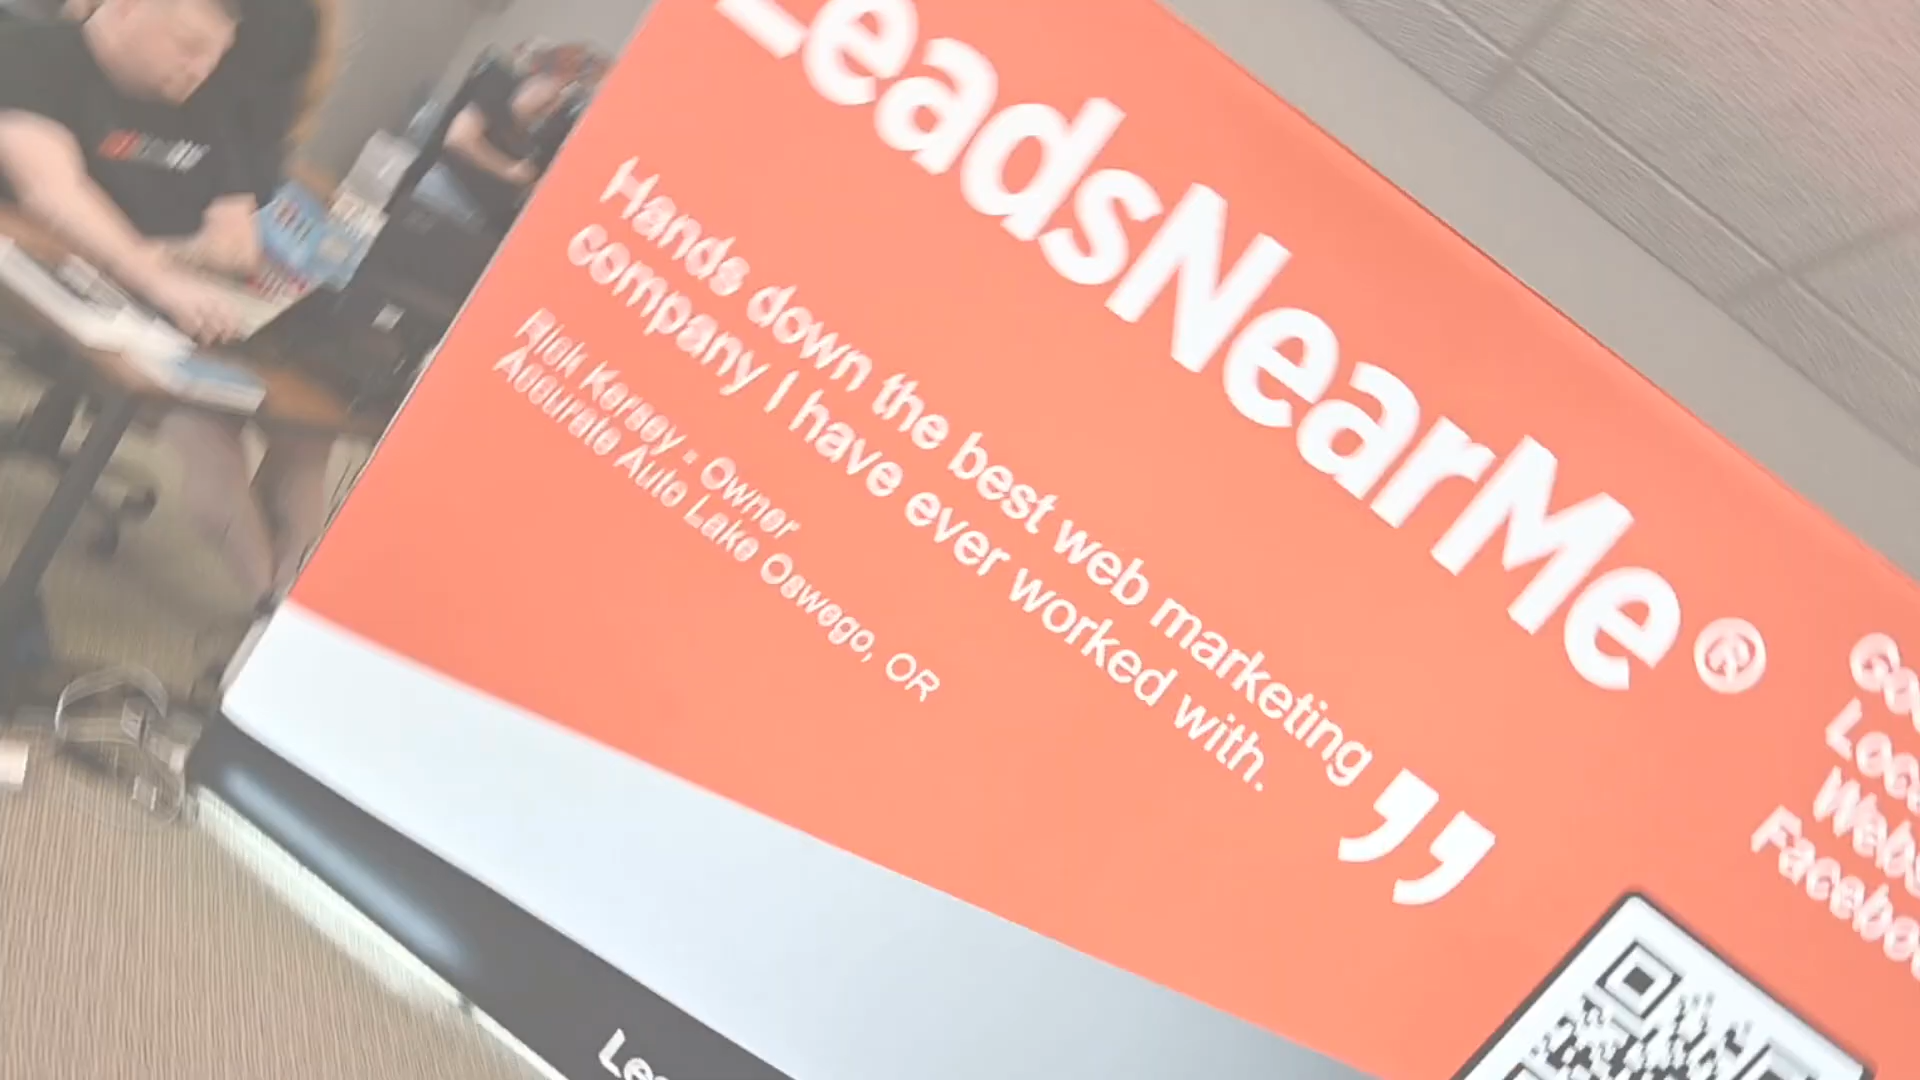 LeadsNearMe®
Hands down the best web marketing
company I have ever worked with.
”
Rick Kersey - Owner
Accurate Auto Lake Oswego, OR